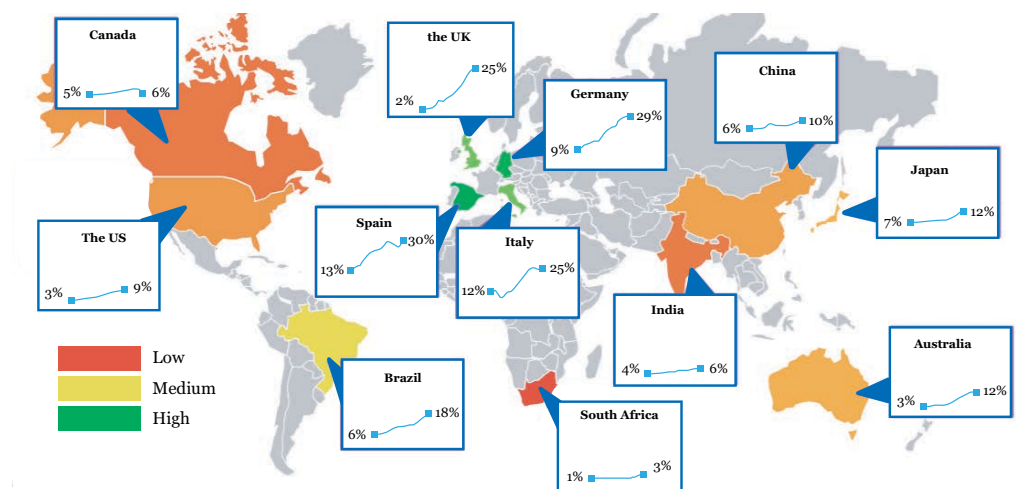 Canada
5% 6%
the UK
2% 25%
Germany
9% 29%
China
6% 10%
Japan
7% 12%
The US
3% 9%
Spain
13% 30%
Italy
12% 25%
India
4% 6%
Australia
3% 12%
Brazil
6% 18%
South Africa
1% 3%
Low
Medium
High